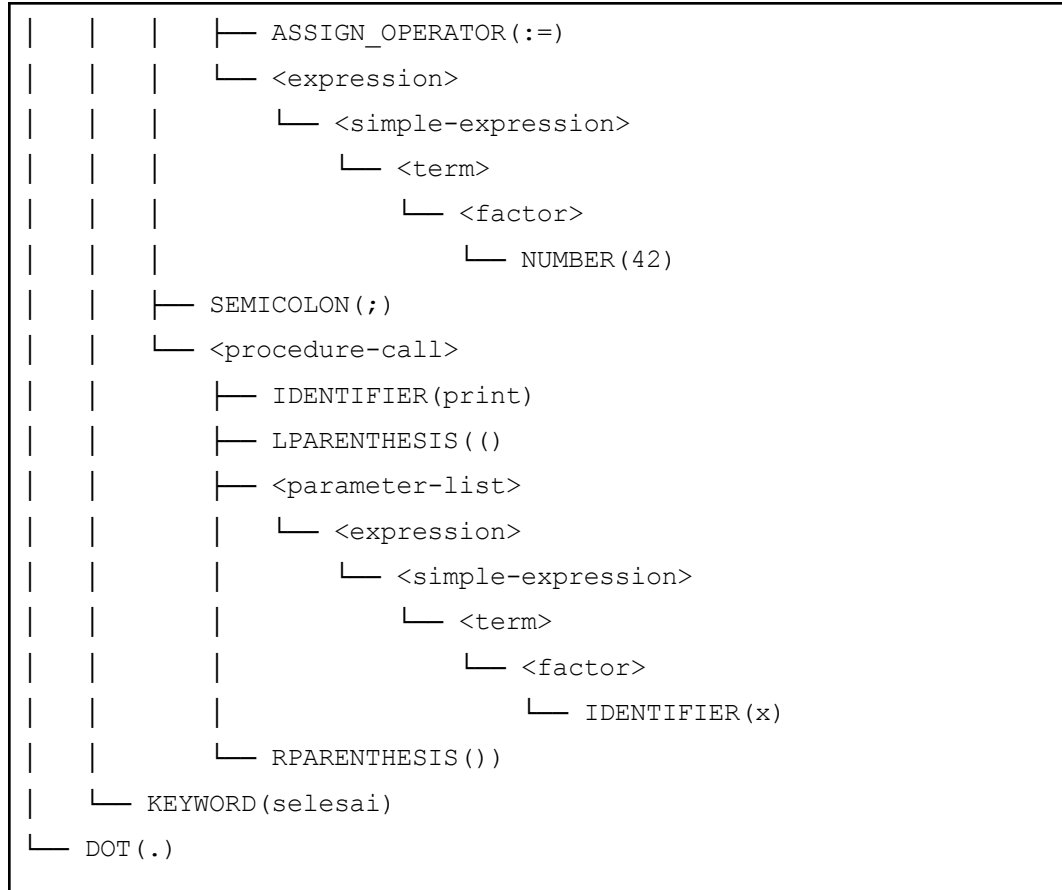 │   │   │   ├── ASSIGN_OPERATOR(:=)
│   │   │   └── <expression>
│   │   │       └── <simple-expression>
│   │   │           └── <term>
│   │   │               └── <factor>
│   │   │                   └── NUMBER(42)
│   │   ├── SEMICOLON(;)
│   │   └── <procedure-call>
│   │       ├── IDENTIFIER(print)
│   │       ├── LPARENTHESIS(()
│   │       ├── <parameter-list>
│   │       │   └── <expression>
│   │       │       └── <simple-expression>
│   │       │           └── <term>
│   │       │               └── <factor>
│   │       │                   └── IDENTIFIER(x)
│   │       └── RPARENTHESIS())
│   └── KEYWORD(selesai)
└── DOT(.)